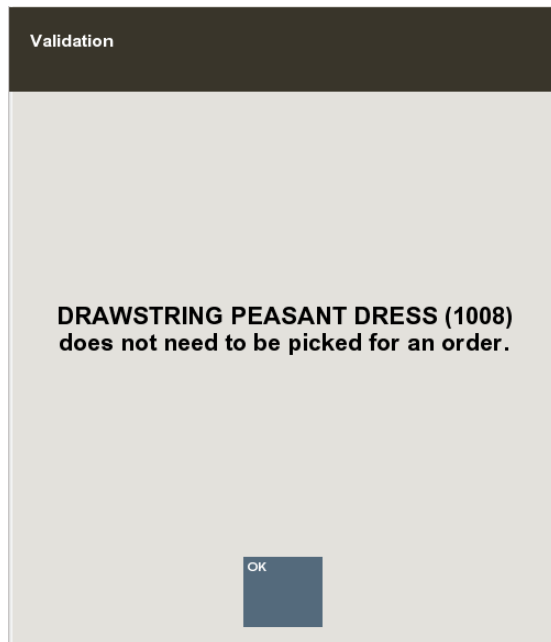 Validation
DRAWSTRING PEASANT DRESS (1008)
does not need to be picked for an order.
OK